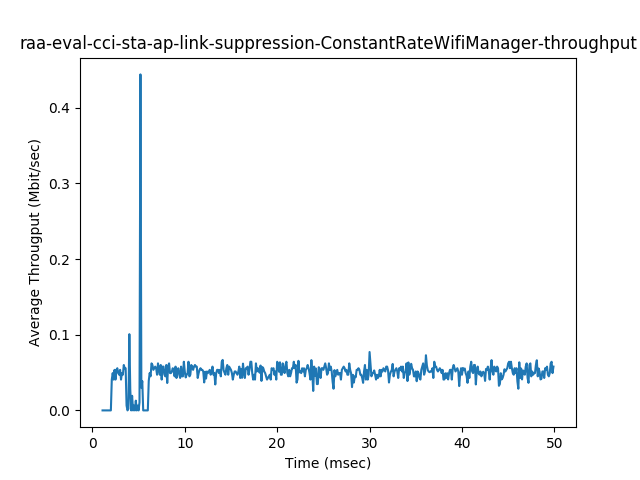 raa-eval-cci-sta-ap-link-suppression-ConstantRateWifiManager-throughput
0.4
0.3
0.2
0.1
0.0
Average Througput (Mbit/sec)
0 10 20 30 40 50
Time (msec)